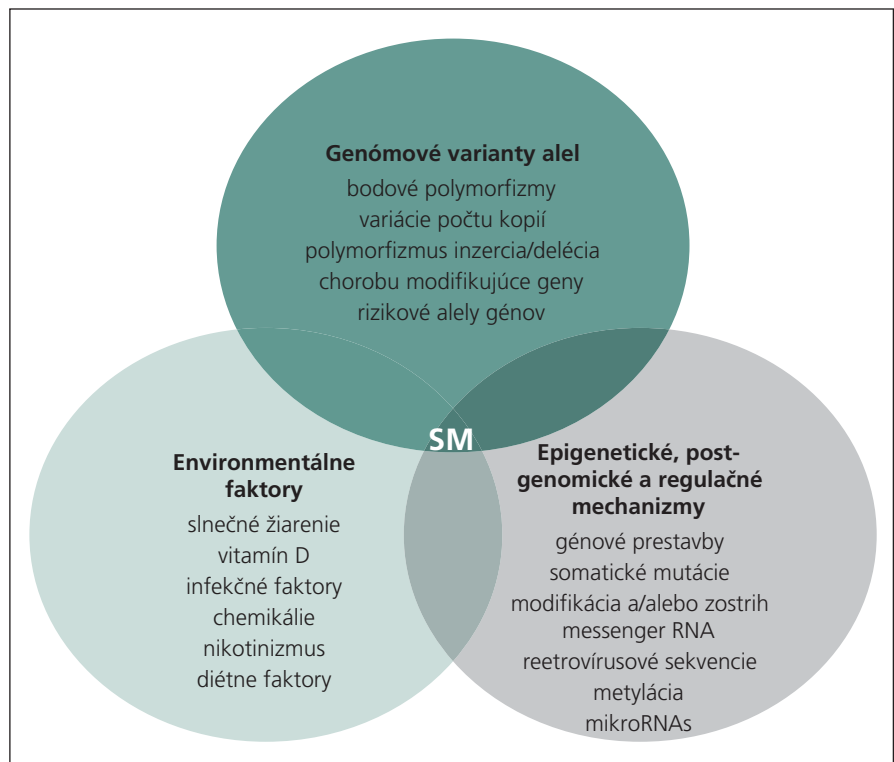 Genómové varianty alel
bodové polymorfizmy
variácie počtu kopií
polymorfizmus inzercia/delécia
chorobu modifikujúce geny
rizikové alely génov
SM
Environmentálne
faktory
slnečné žiarenie
vitamín D
infekčné faktory
chemikálie
nikotinizmus
diétne faktory
Epigenetické, post-
genomické a regulačné
mechanizmy
génové prestavby
somatické mutácie
modifikácia a/alebo zostrih
messenger RNA
reetrovírusové sekvencie
metylácia
mikroRNAs